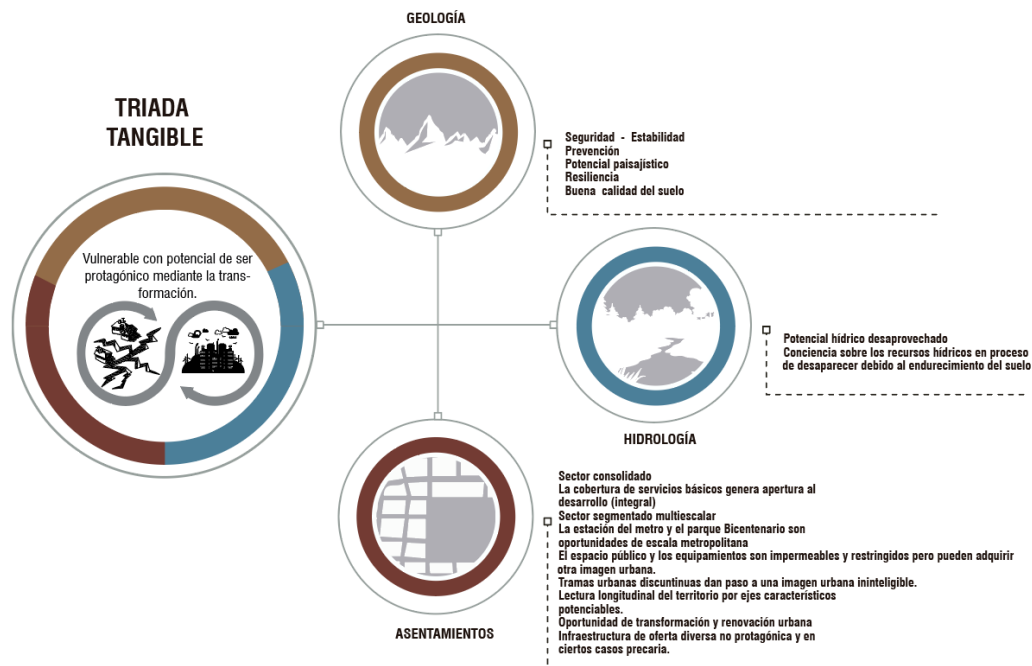 GEOLOGÍA
TRIADA
TANGIBLE
Seguridad - Estabilidad
Prevención
Potencial paisajístico
Resiliencia
Buena calidad del suelo
Vulnerable con potencial de ser
protagónico mediante la trans-
formación.
Potencial hídrico desaprovechado
Conciencia sobre los recursos hídricos en proceso
de desaparecer debido al endurecimiento del suelo
HIDROLOGÍA
Sector consolidado
La cobertura de servicios básicos genera apertura al
desarrollo (integral)
Sector segmentado multiescalar
La estación del metro y el parque Bicentenario son
oportunidades de escala metropolitana
El espacio público y los equipamientos son impermeables y restringidos pero pueden adquirir
otra imagen urbana.
Tramas urbanas discuntinuas dan paso a una imagen urbana ininteligible.
Lectura longitudinal del territorio por ejes característicos
potenciables.
Oportunidad de transformación y renovación urbana
Infraestructura de oferta diversa no protagónica y en
ciertos casos precaria.
ASENTAMIENTOS